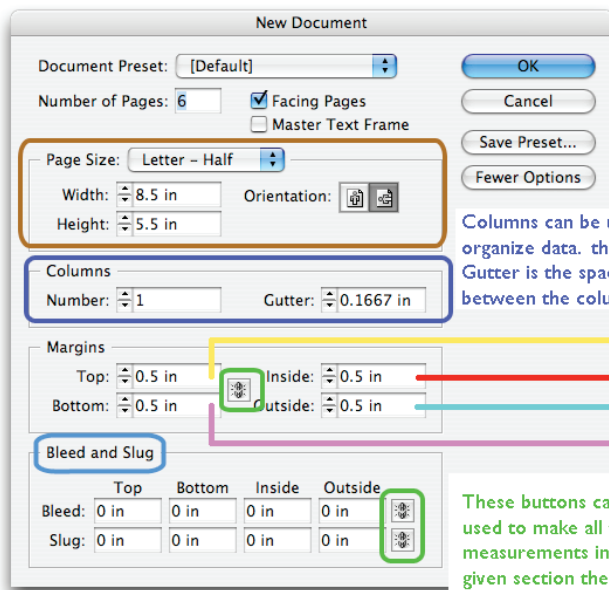 New Document
Document Preset: [Default]
OK
Number of Pages: 6
Facing Pages
Cancel
Master Text Frame
Save Preset...
Page Size: Letter – Half
Fewer Options
Width: 8.5 in
Orientation:
Height: 5.5 in
Columns can be
organize data. th
Gutter is the
between the
Columns
Number: 1
Gutter: 0.1667 in
Margins
Top: 0.5 in
Inside: 0.5 in
Bottom: 0.5 in
Outside: 0.5 in
Bleed and Slug
Top Bottom Inside Outside
Bleed: 0 in 0 in 0 in 0 in
Slug: 0 in 0 in 0 in 0 in
These buttons
used to make all
measurements
given section the